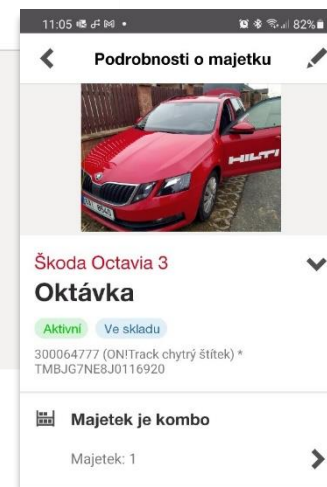 11:05
82%
Podrobnosti o majetku
HILTI
Škoda Octavia 3
Oktávka
Aktivní Ve skladu
300064777 (ON!Track chytrý štítek) *
TMBJG7NE8J0116920
Majetek je kombo
Majetek: 1